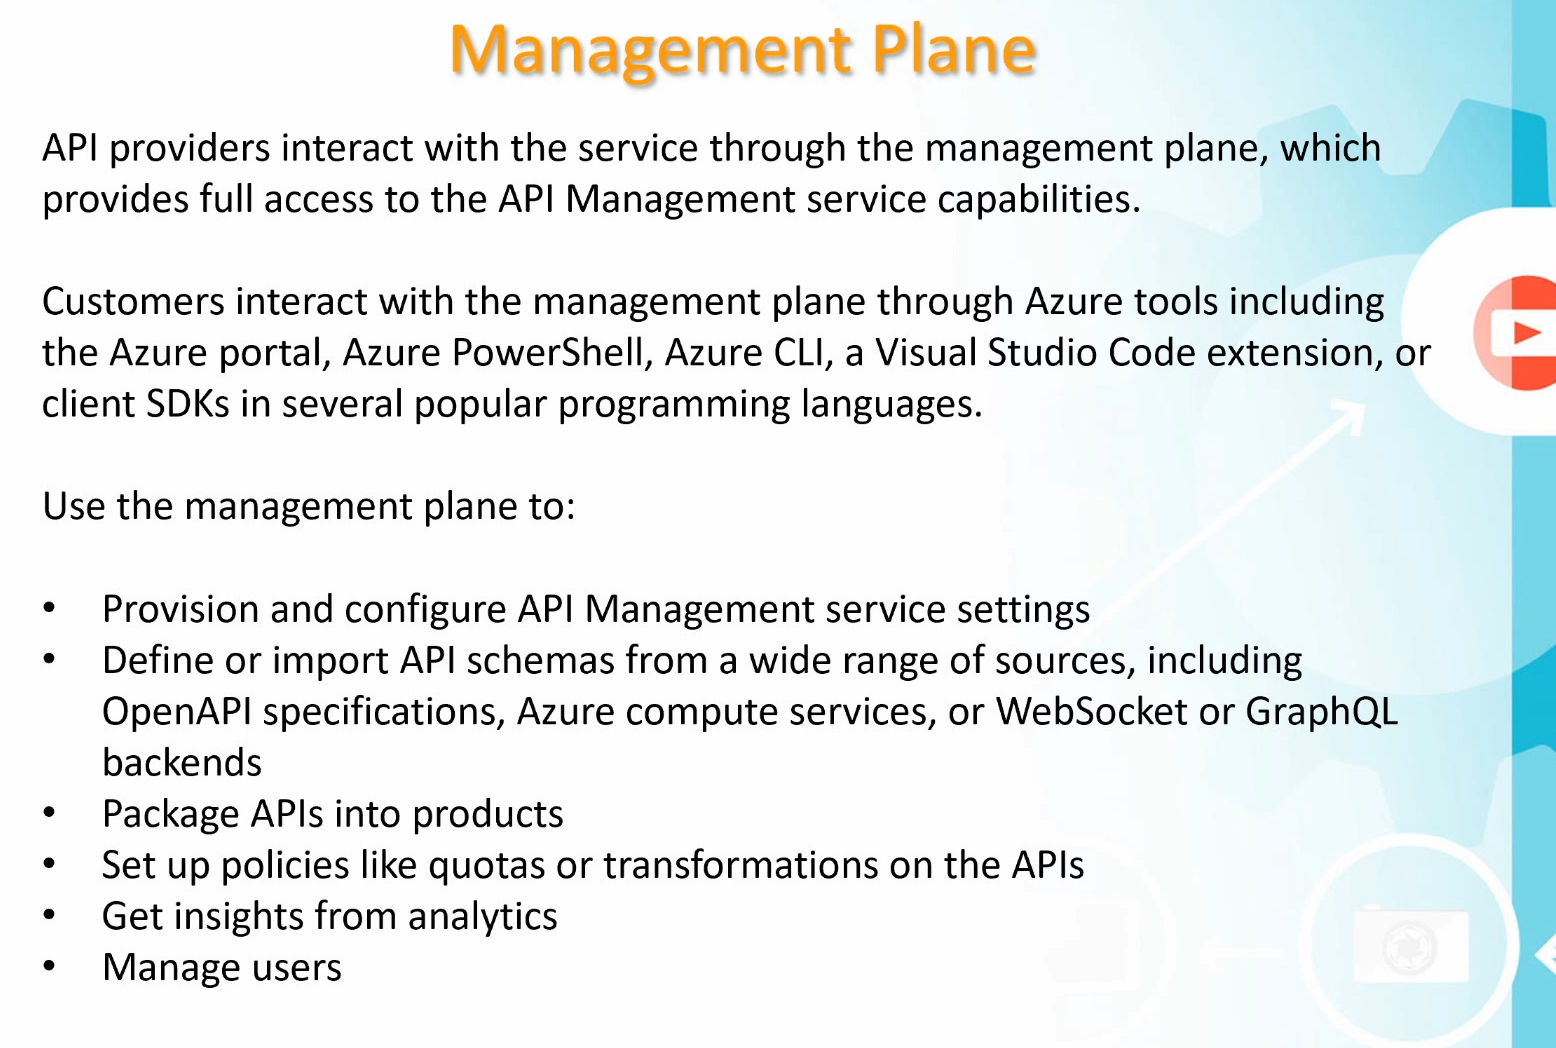 Management Plane
API providers interact with the service through the management plane, which
provides full access to the API Management service capabilities.
Customers interact with the management plane through Azure tools including
the Azure portal, Azure PowerShell, Azure CLI, a Visual Studio Code extension, or
client SDKs in several popular programming languages.
Use the management plane to:
• Provision and configure API Management service settings
• Define or import API schemas from a wide range of sources, including
OpenAPI specifications, Azure compute services, or WebSocket or GraphQL
backends
• Package APIs into products
• Set up policies like quotas or transformations on the APIs
• Get insights from analytics
• Manage users